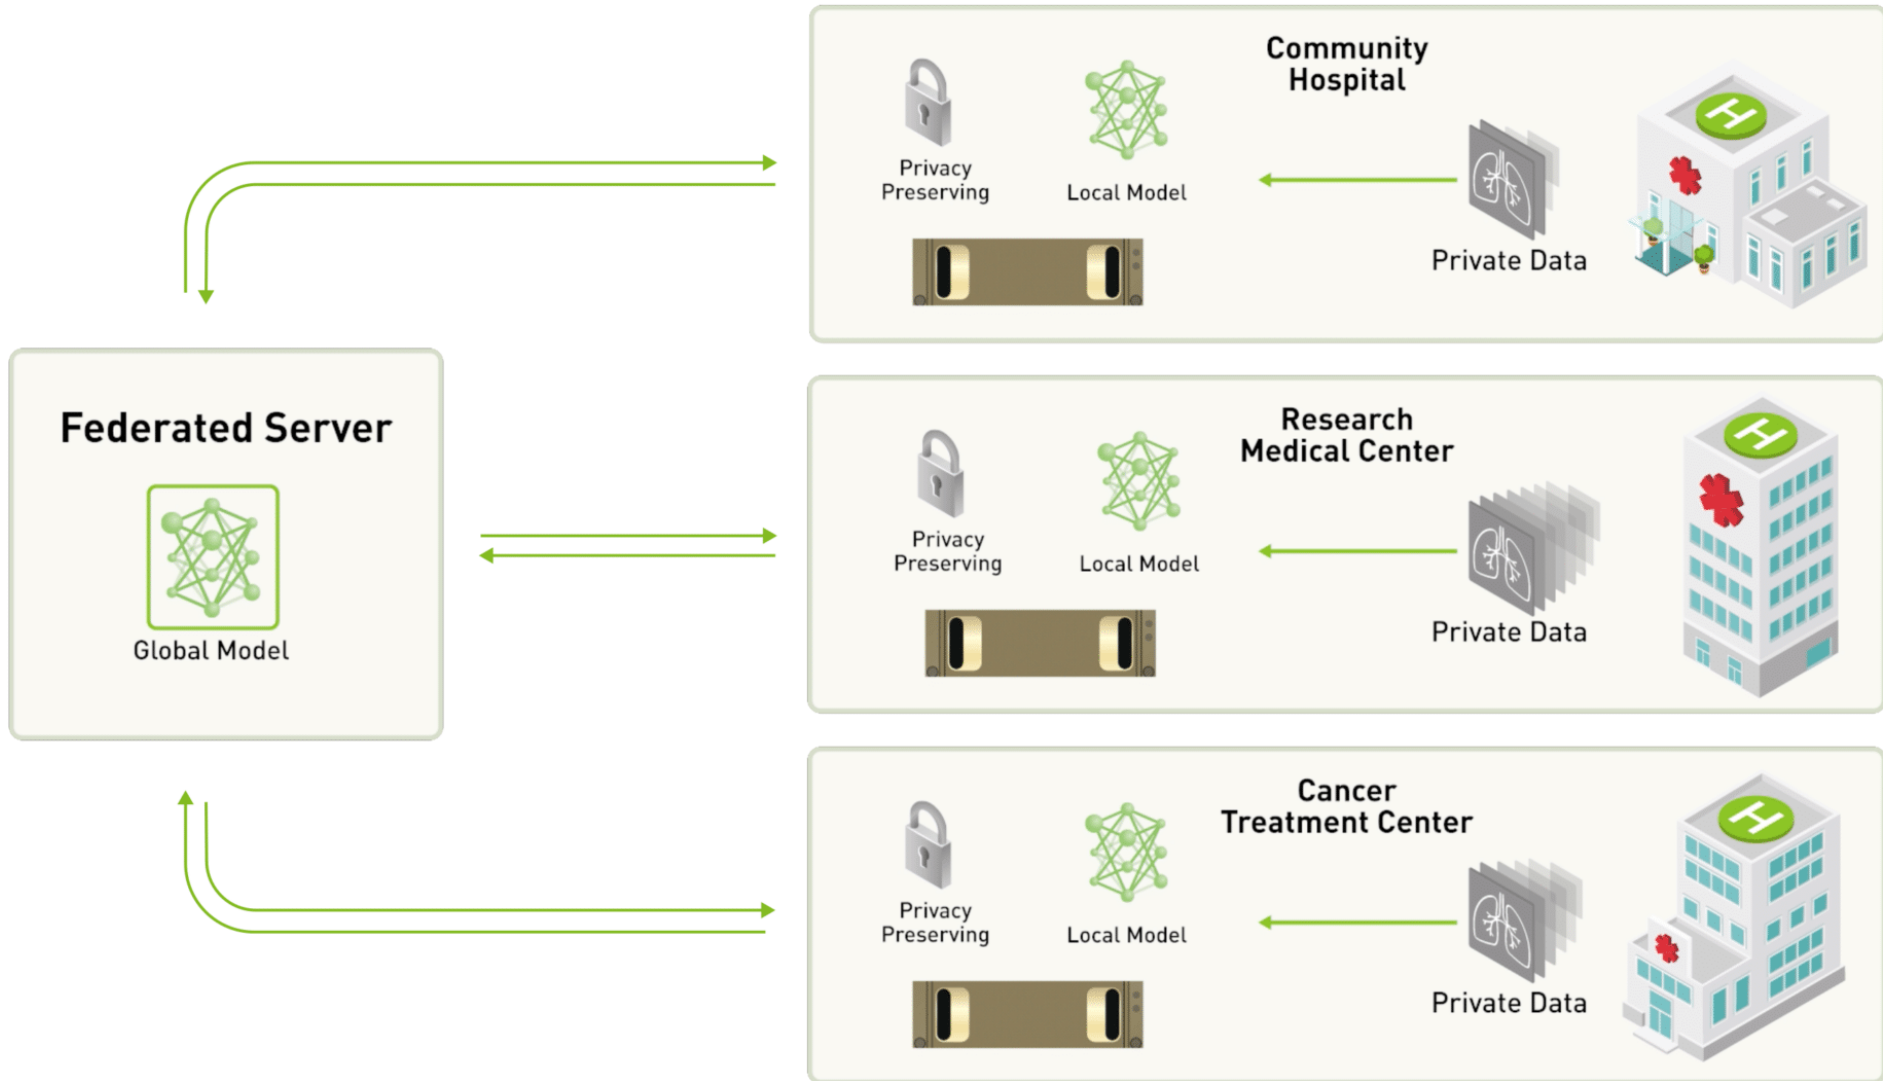 Community
Hospital
Privacy
Preserving
Local Model
Private Data
H
Federated Server
Global Model
Research
Medical Center
Privacy
Preserving
Local Model
Private Data
H
Cancer
Treatment Center
Privacy
Preserving
Local Model
Private Data
H